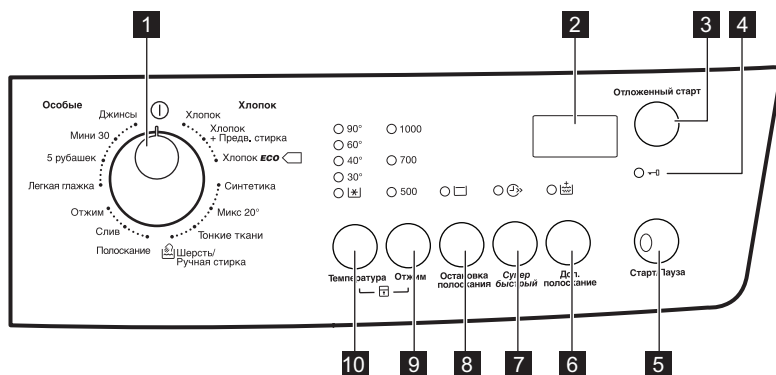 1
2
3
4
Особые
Хлопок
Отложенный старт
Джинсы
Хлопок
Мини 30
Хлопок
+ Предв. стирка
5 рубашек
Хлопок ECO
Легкая глажка
Синтетика
Отжим
Микс 20°
Слив
Тонкие ткани
Полоскание
Шерсть/
Ручная стирка
90°
1000
60°
40°
700
30°
500
Температура
Отжим
Остановка
полоскания
Супер
быстрый
Доп.
полоскание
Старт/Пауза
10
9
8
7
6
5